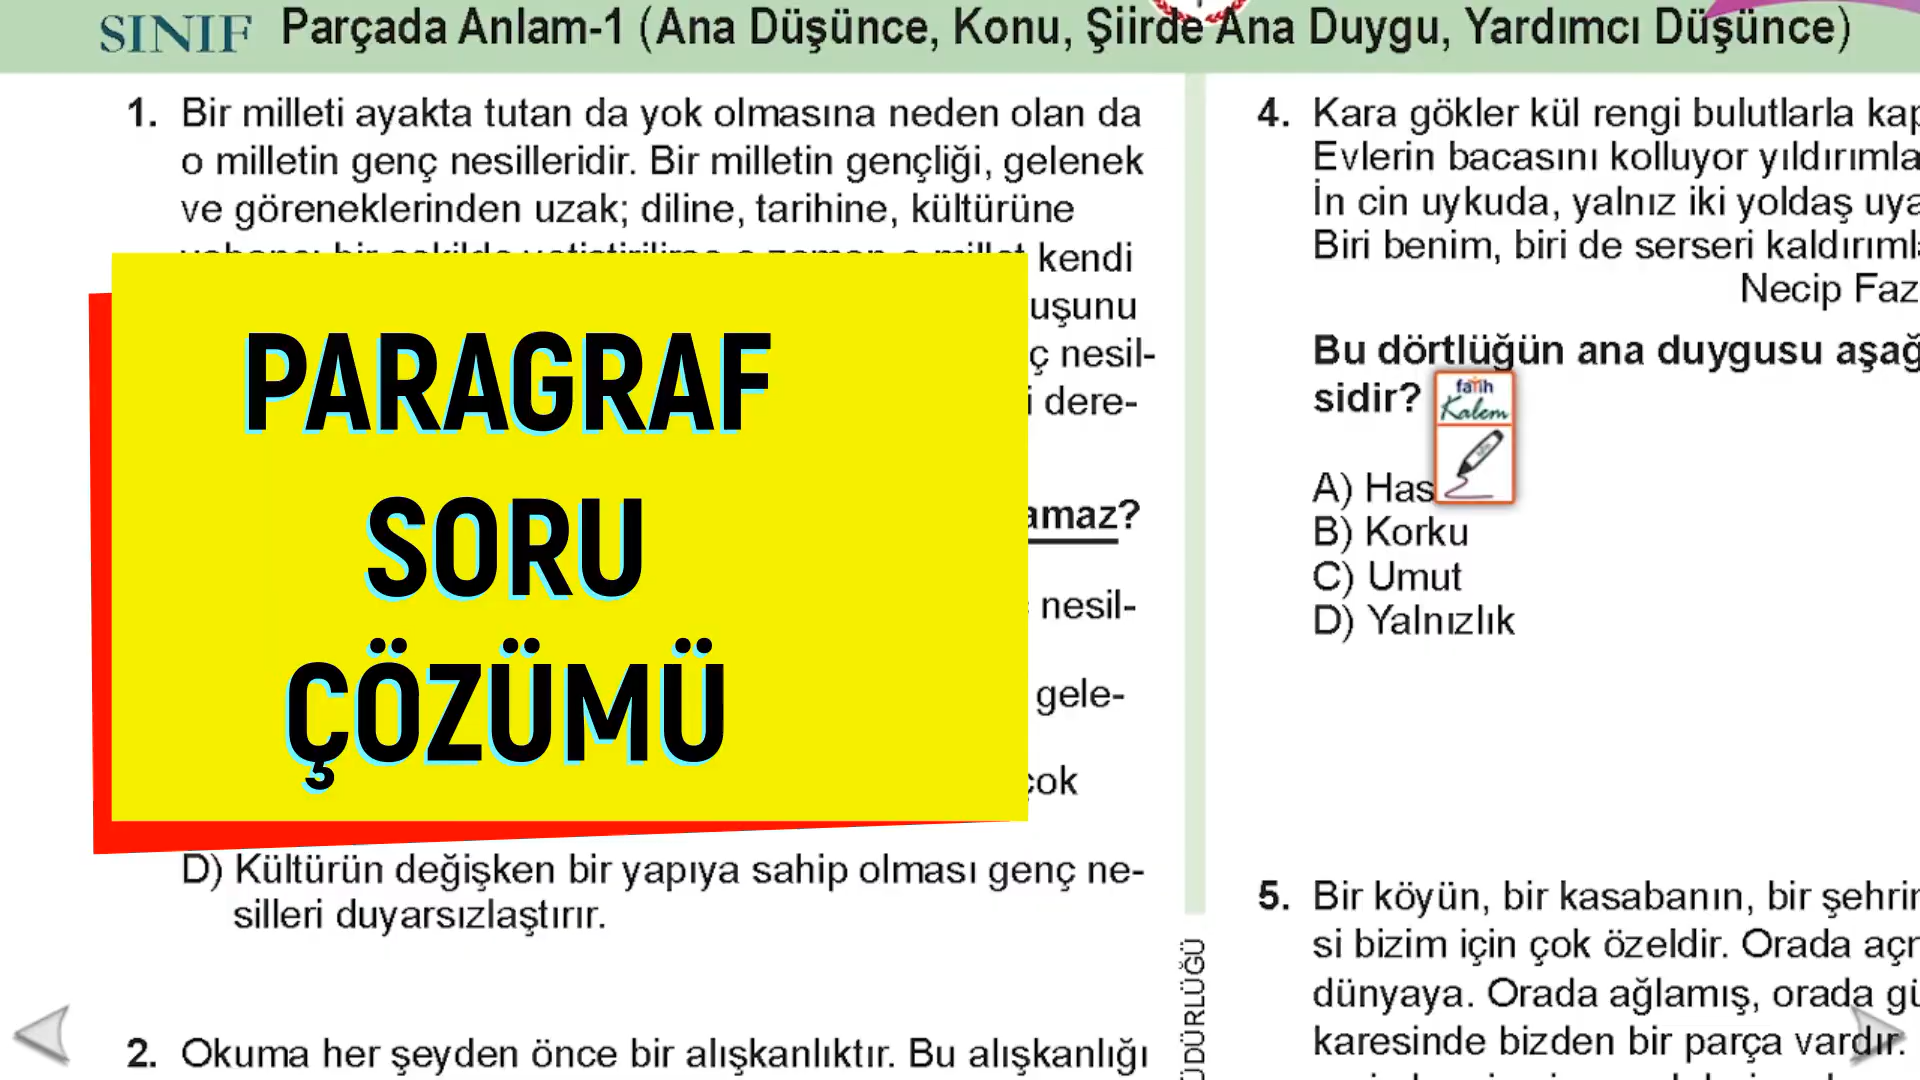 SINIF Parçada Anlam-1 (Ana Düşünce, Konu, Şiirde Ana Duygu, Yardımcı Düşünce)
1. Bir milleti ayakta tutan da yok olmasına neden olan da
o milletin genç nesilleridir. Bir milletin gençliği, gelenek
ve göreneklerinden uzak; diline, tarihine, kültürüne
kendi
uşunu
ç nesil-
i dere-
amaz?
nesil-
gele-
çok
D) Kültürün değişken bir yapıya sahip olması genç ne-
silleri duyarsızlaştırır.
2. Okuma her şeyden önce bir alışkanlıktır. Bu alışkanlığı
PARAGRAF
SORU
ÇÖZÜMÜ
ÜDÜRLÜĞÜ
4. Kara gökler kül rengi bulutlarla kap
Evlerin bacasını kolluyor yıldırımla
İn cin uykuda, yalnız iki yoldaş uya
Biri benim, biri de serseri kaldırıml
Necip Faz
Bu dörtlüğün ana duygusu aşağ
sidir?
fatih
Kalem
A) Has
B) Korku
C) Umut
D) Yalnızlık
5. Bir köyün, bir kasabanın, bir şehrin
si bizim için çok özeldir. Orada açm
dünyaya. Orada ağlamış, orada gü
karesinde bizden bir parça vardır.